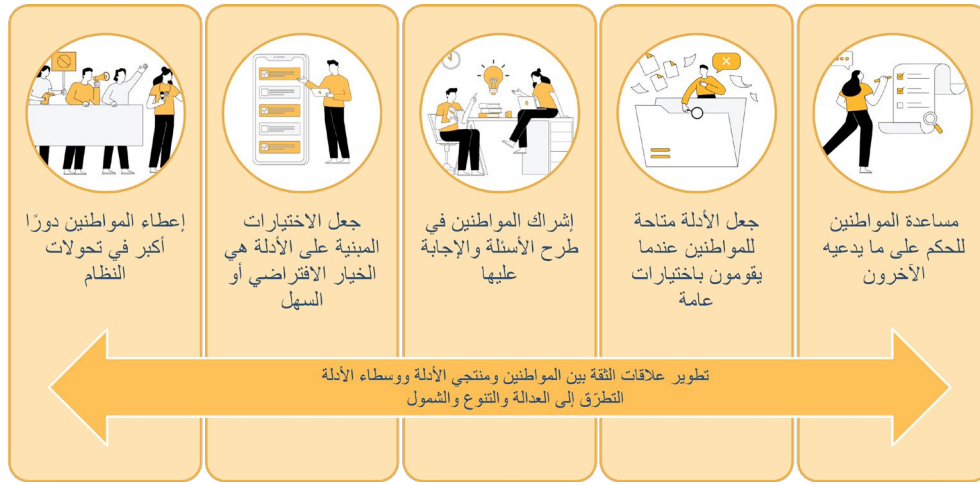 مساعدة المواطنين
للحكم على ما يدعيه
الآخرون
جعل الأدلة متاحة
للمواطنين عندما
يقومون باختيارات
عامة
إشراك المواطنين في
طرح الأسئلة والإجابة
عليها
جعل الاختيارات
المبنية على الأدلة هي
الخيار الافتراضي أو
السهل
إعطاء المواطنين دورًا
أكبر في تحولات
النظام
تطوير علاقات الثقة بين المواطنين ومنتجي الأدلة ووسطاء الأدلة
التطرّق إلى العدالة والتنوع والشمول